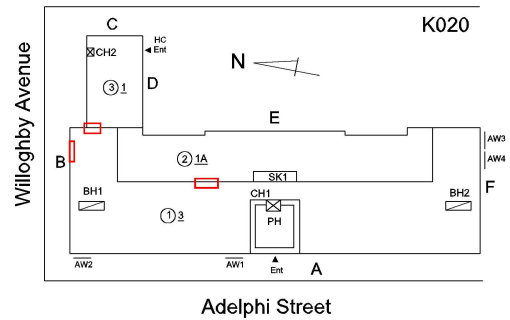 K020
C
HC
Ent
CH2
3 1
D
N
E
Willoghby Avenue
B
2 1A
SK1
AW3
AW4
F
BH1
CH1
BH2
1 3
PH
AW2
AW1
Ent
A
Adelphi Street